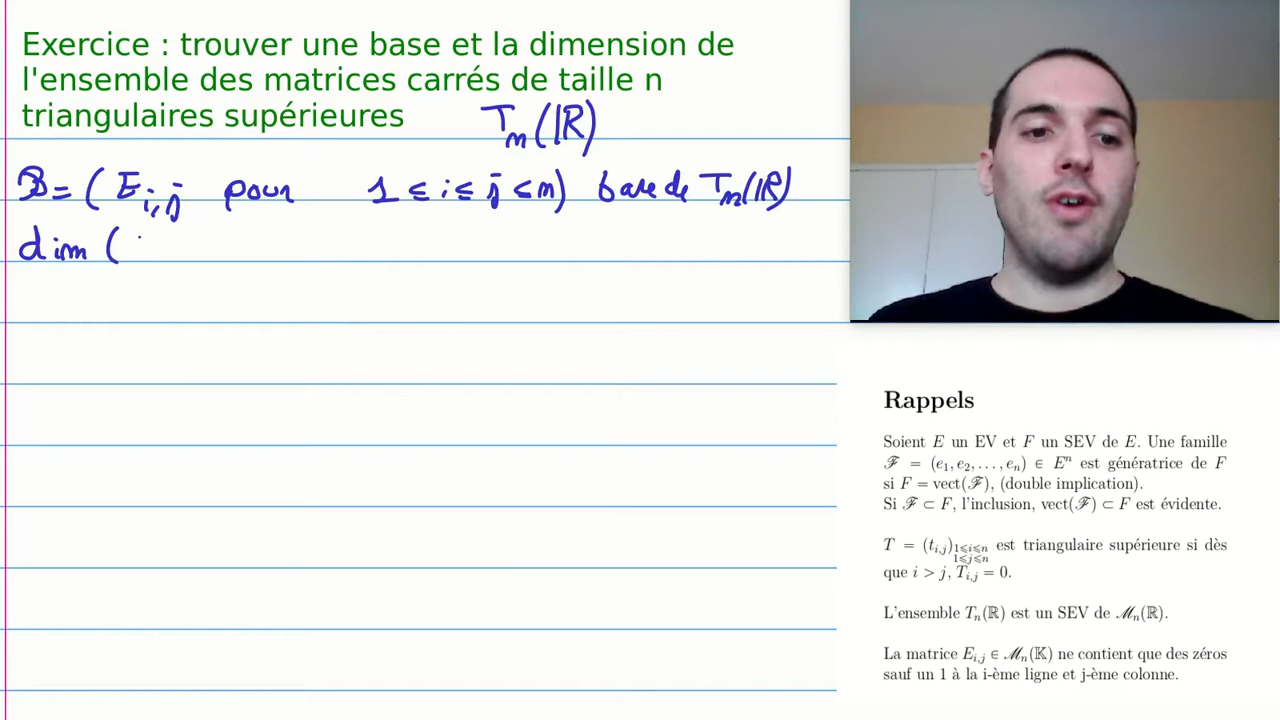 Exercice : trouver une base et la dimension de
l'ensemble des matrices carrés de taille n
triangulaires supérieures Tₙ(ℝ)
B = ( E_{i,j} pour 1 ≤ i ≤ j ≤ n) base de Tₙ(ℝ)
dim (
Rappels
Soient E un EV et F un SEV de E. Une famille
ℱ = (e₁, e₂, . . . , eₙ) ∈ Eⁿ est génératrice de F
si F = vect(ℱ), (double implication).
Si ℱ ⊂ F, l'inclusion, vect(ℱ) ⊂ F est évidente.
T = (t_{i,j})_{1⩽i⩽n 1⩽j⩽n} est triangulaire supérieure si dès
que i > j, T_{i,j} = 0.
L'ensemble Tₙ(ℝ) est un SEV de ℳₙ(ℝ).
La matrice E_{i,j} ∈ ℳₙ(𝕂) ne contient que des zéros
sauf un 1 à la i-ème ligne et j-ème colonne.